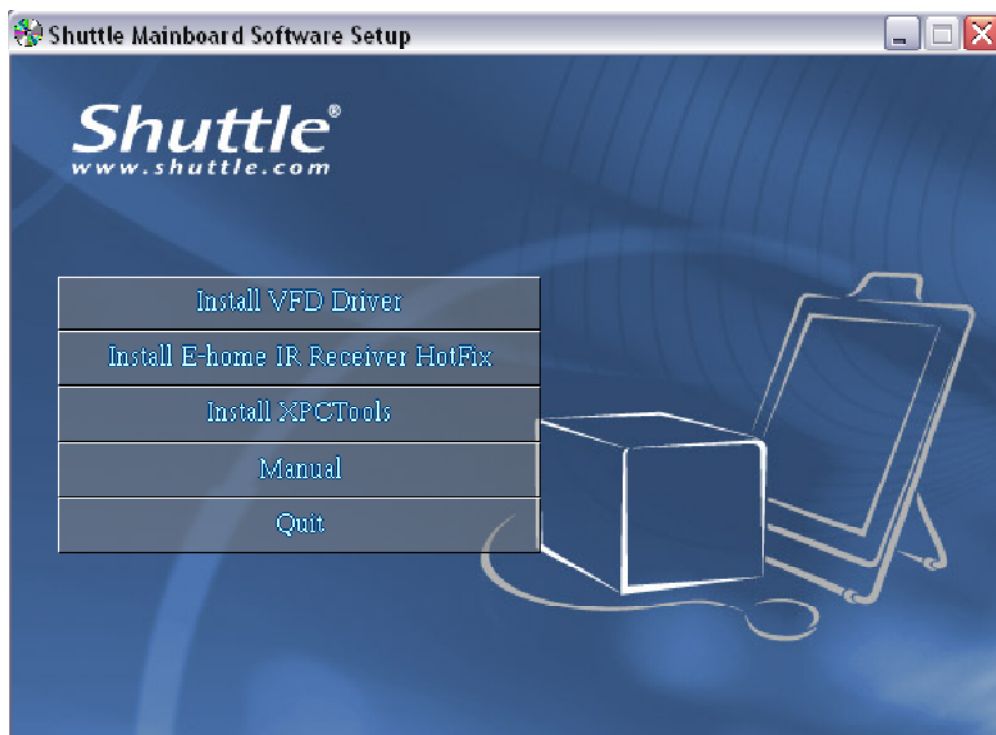 Shuttle Mainboard Software Setup
Shuttle®
www.shuttle.com
Install VFD Driver
Install E-home IR Receiver HotFix
Install XPCTools
Manual
Quit